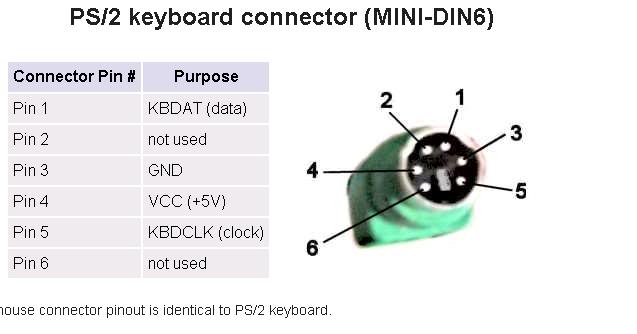 PS/2 keyboard connector (MINI-DIN6)
Connector Pin # Purpose
Pin 1 KBDAT (data)
Pin 2 not used
Pin 3 GND
Pin 4 VCC (+5V)
Pin 5 KBDCLK (clock)
Pin 6 not used
2 1
3
4
5
6
mouse connector pinout is identical to PS/2 keyboard.